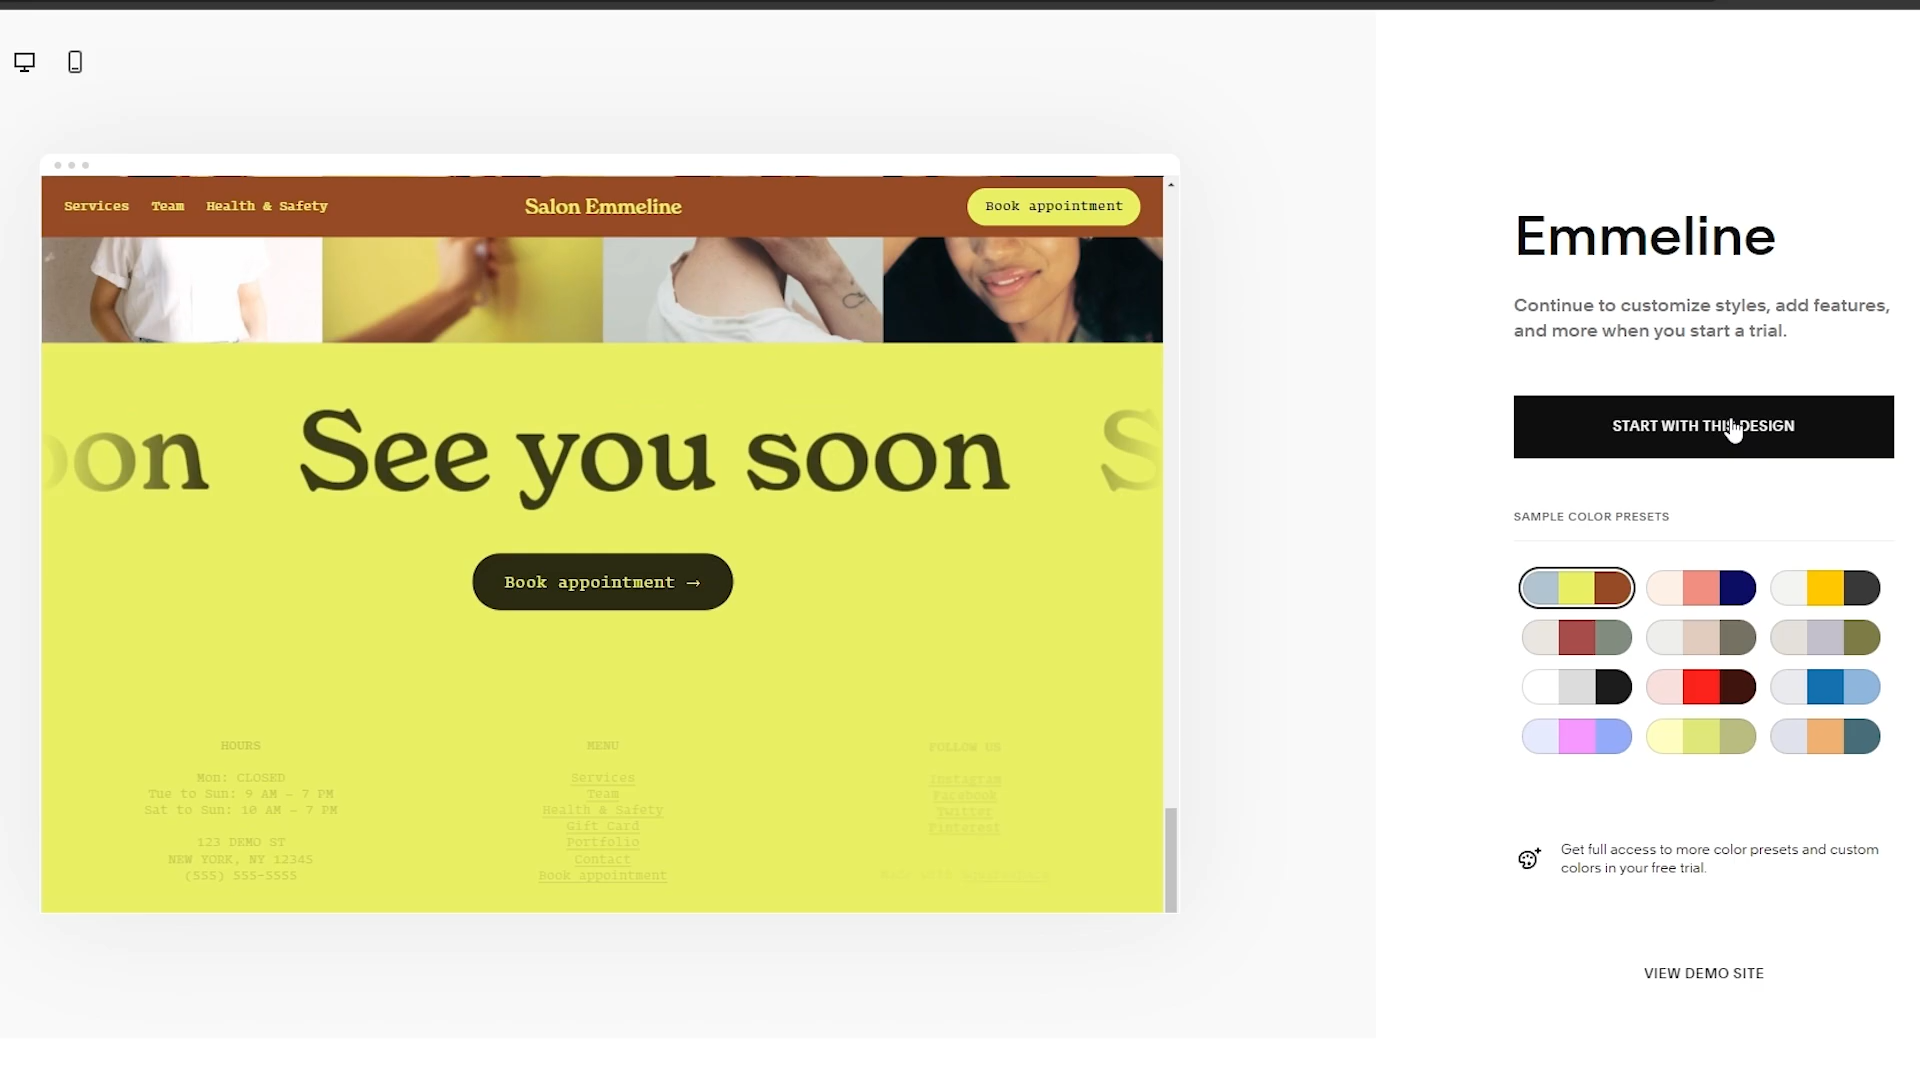 Services Team Health & Safety
Salon Emmeline
Book appointment
oon See you soon S
Book appointment →
HOURS
Mon: CLOSED
Tue to Sun: 9 AM – 7 PM
Sat to Sun: 10 AM – 7 PM
123 DEMO ST
NEW YORK, NY 12345
(555) 555-5555
MENU
Services
Team
Health & Safety
Gift Card
Portfolio
Contact
Book appointment
FOLLOW US
Instagram
Facebook
Twitter
Pinterest
Made with Squarespace
Emmeline
Continue to customize styles, add features,
and more when you start a trial.
START WITH THIS DESIGN
SAMPLE COLOR PRESETS
Get full access to more color presets and custom
colors in your free trial.
VIEW DEMO SITE